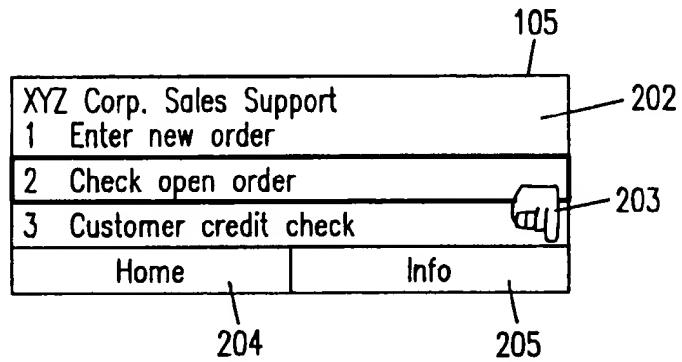 105
XYZ Corp. Sales Support
202
1 Enter new order
2 Check open order
203
3 Customer credit check
Home Info
204 205